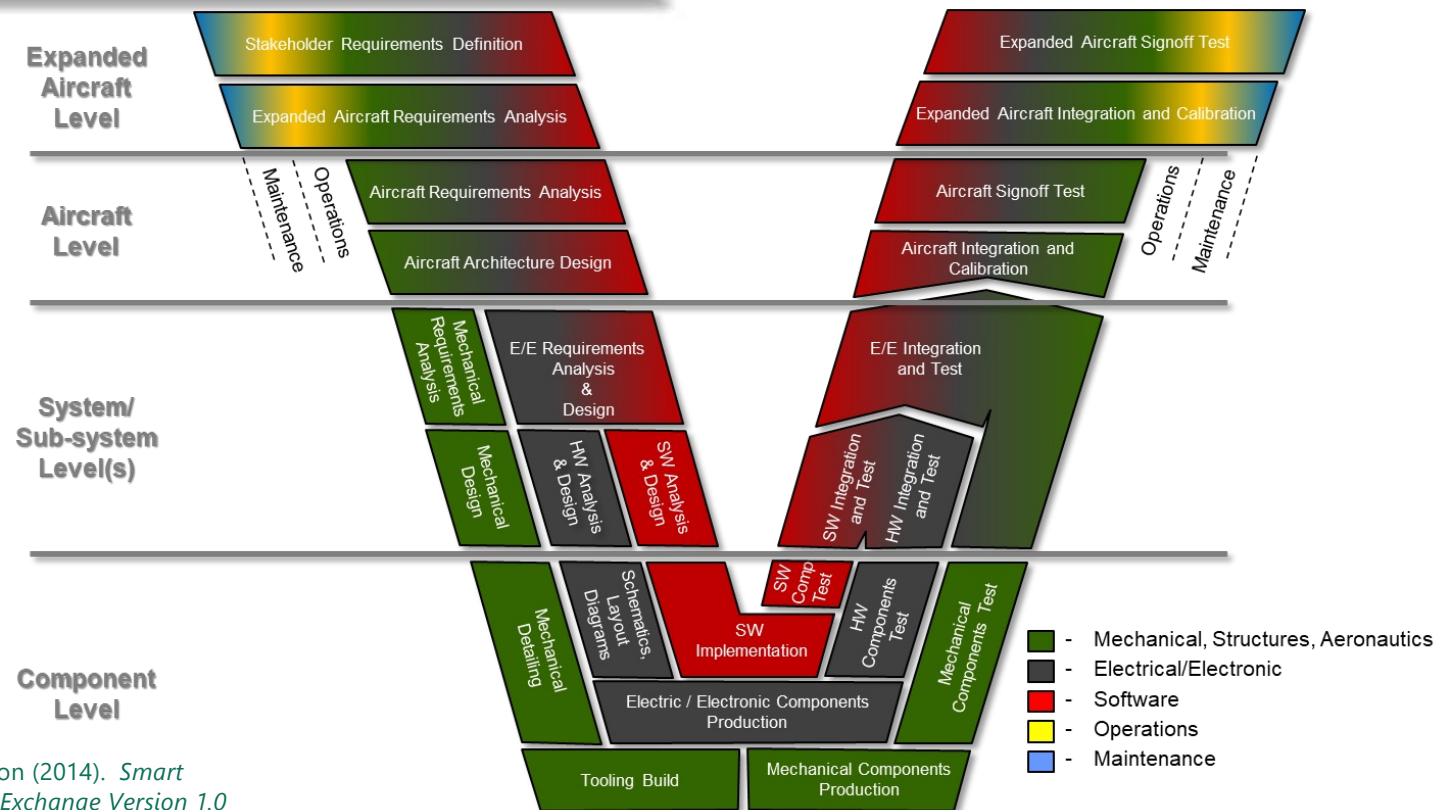 Expanded
Aircraft
Level
Stakeholder Requirements Definition
Expanded Aircraft Requirements Analysis
Expanded Aircraft Signoff Test
Expanded Aircraft Integration and Calibration
Aircraft
Level
Maintenance
Operations
Aircraft Requirements Analysis
Aircraft Architecture Design
Aircraft Signoff Test
Aircraft Integration and
Calibration
Operations
Maintenance
System/
Sub-system
Level(s)
Mechanical
Requirements
Analysis
E/E Requirements
Analysis
&
Design
Mechanical
Design
HW Analysis
& Design
SW Analysis
& Design
E/E Integration
and Test
SW Integration
and Test
HW Integration
and Test
Component
Level
Mechanical
Detailing
Schematics,
Layout
Diagrams
SW
Implementation
SW
Comp
Test
HW
Components
Test
Mechanical
Components Test
Electric / Electronic Components
Production
Tooling Build
Mechanical Components
Production
- Mechanical, Structures, Aeronautics
- Electrical/Electronic
- Software
- Operations
- Maintenance
on (2014). Smart
Exchange Version 1.0